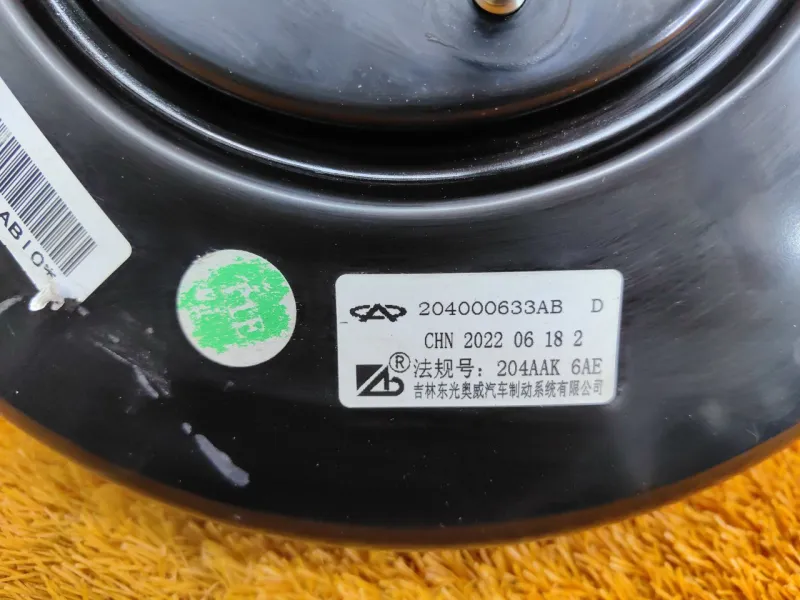 204000633AB D
CHN 2022 06 18 2
®法规号: 204AAK 6AE
吉林东光奥威汽车制动系统有限公司
ABIO*